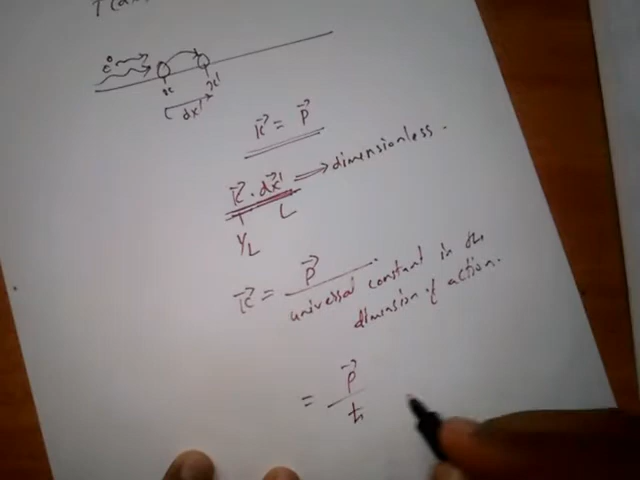 x
x'
dx'
K⃗ = P⃗
K⃗ · dx⃗' ⟹ dimensionless.
1/L L
K⃗ = P⃗ / universal constant in the
dimension of action.
= P⃗ / ħ